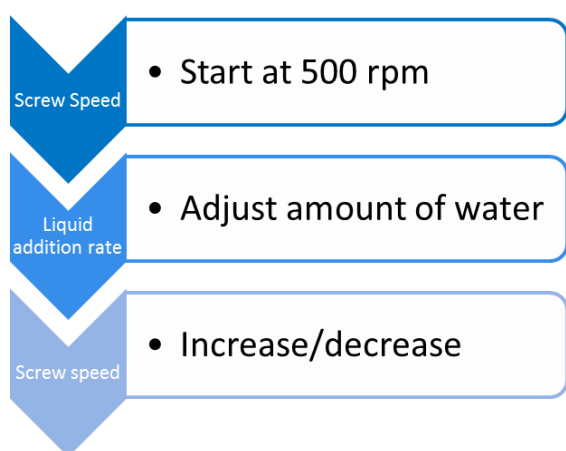 Screw Speed
• Start at 500 rpm
Liquid
addition rate
• Adjust amount of water
Screw speed
• Increase/decrease